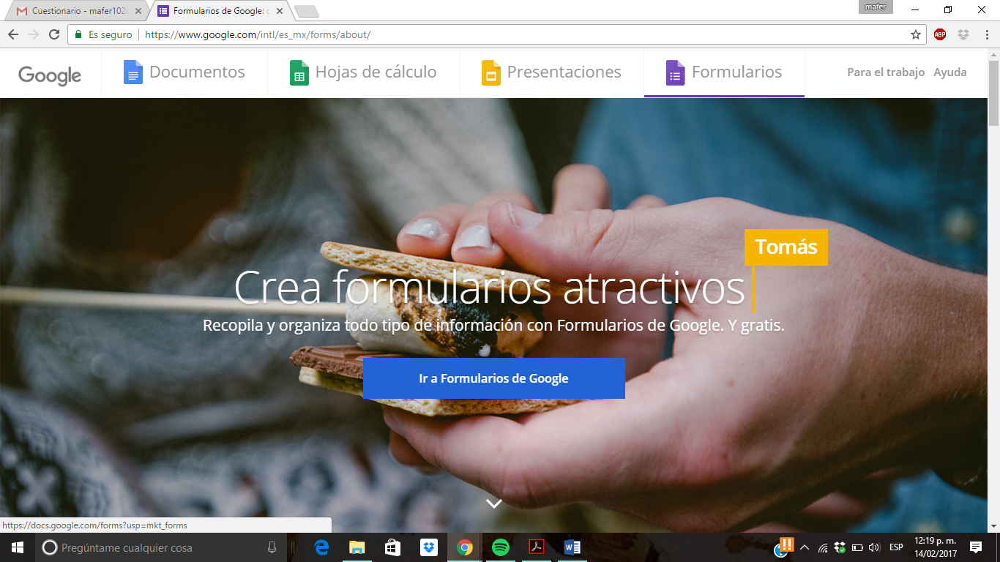 Cuestionario - mafer1024
Formularios de Google: c
mafer
Es seguro
https://www.google.com/intl/es_mx/forms/about/
ABP
Google
Documentos
Hojas de cálculo
Presentaciones
Formularios
Para el trabajo
Ayuda
Tomás
Crea formularios atractivos
Recopila y organiza todo tipo de información con Formularios de Google. Y gratis.
Ir a Formularios de Google
https://docs.google.com/forms?usp=mkt_forms
Pregúntame cualquier cosa
ESP
12:19 p. m.
14/02/2017